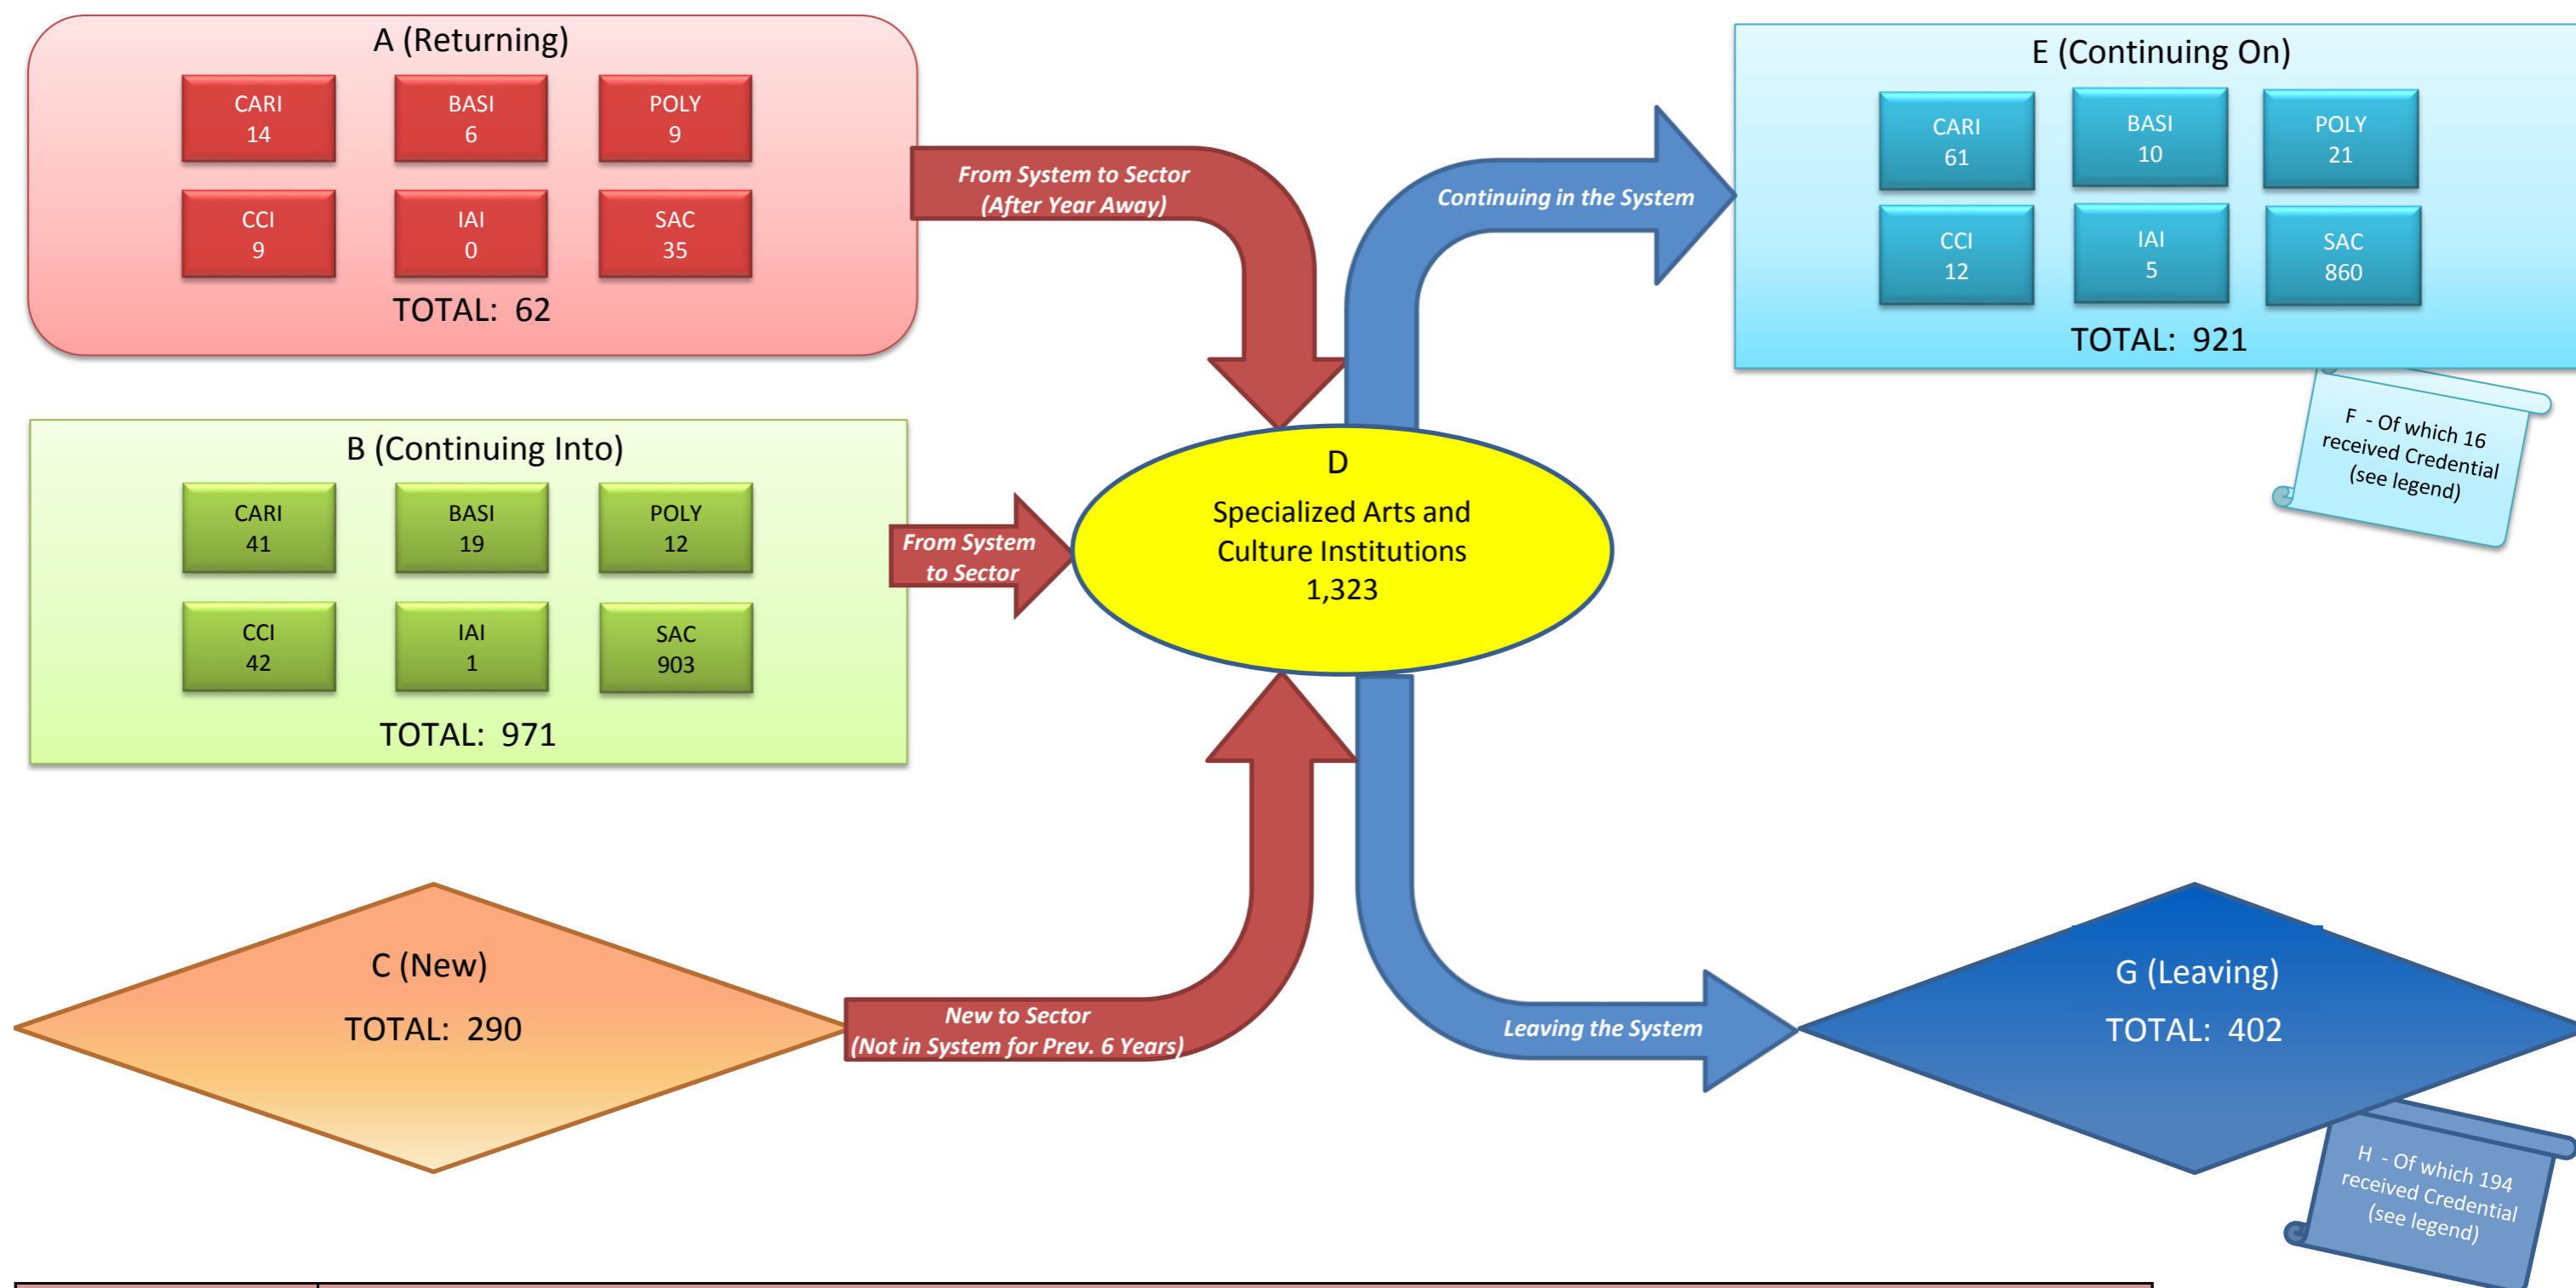 A (Returning)
CARI
14
BASI
6
POLY
9
CCI
9
IAI
0
SAC
35
TOTAL: 62
From System to Sector
(After Year Away)
B (Continuing Into)
CARI
41
BASI
19
POLY
12
CCI
42
IAI
1
SAC
903
TOTAL: 971
From System
to Sector
C (New)
TOTAL: 290
New to Sector
(Not in System for Prev. 6 Years)
D
Specialized Arts and
Culture Institutions
1,323
Continuing in the System
E (Continuing On)
CARI
61
BASI
10
POLY
21
CCI
12
IAI
5
SAC
860
TOTAL: 921
F - Of which 16
received Credential
(see legend)
Leaving the System
G (Leaving)
TOTAL: 402
H - Of which 194
received Credential
(see legend)